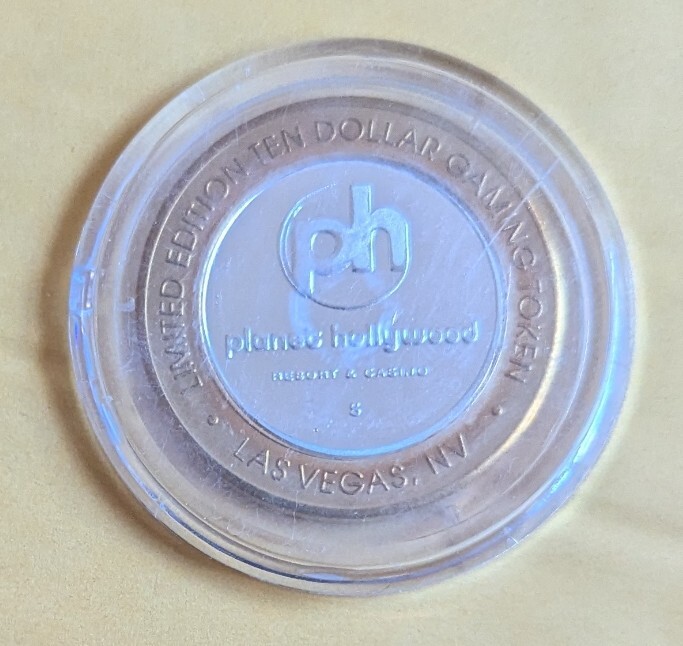 LIMITED EDITION TEN DOLLAR GAMING TOKEN
ph
planet hollywood
RESORT & CASINO
S
• LAS VEGAS, NV •